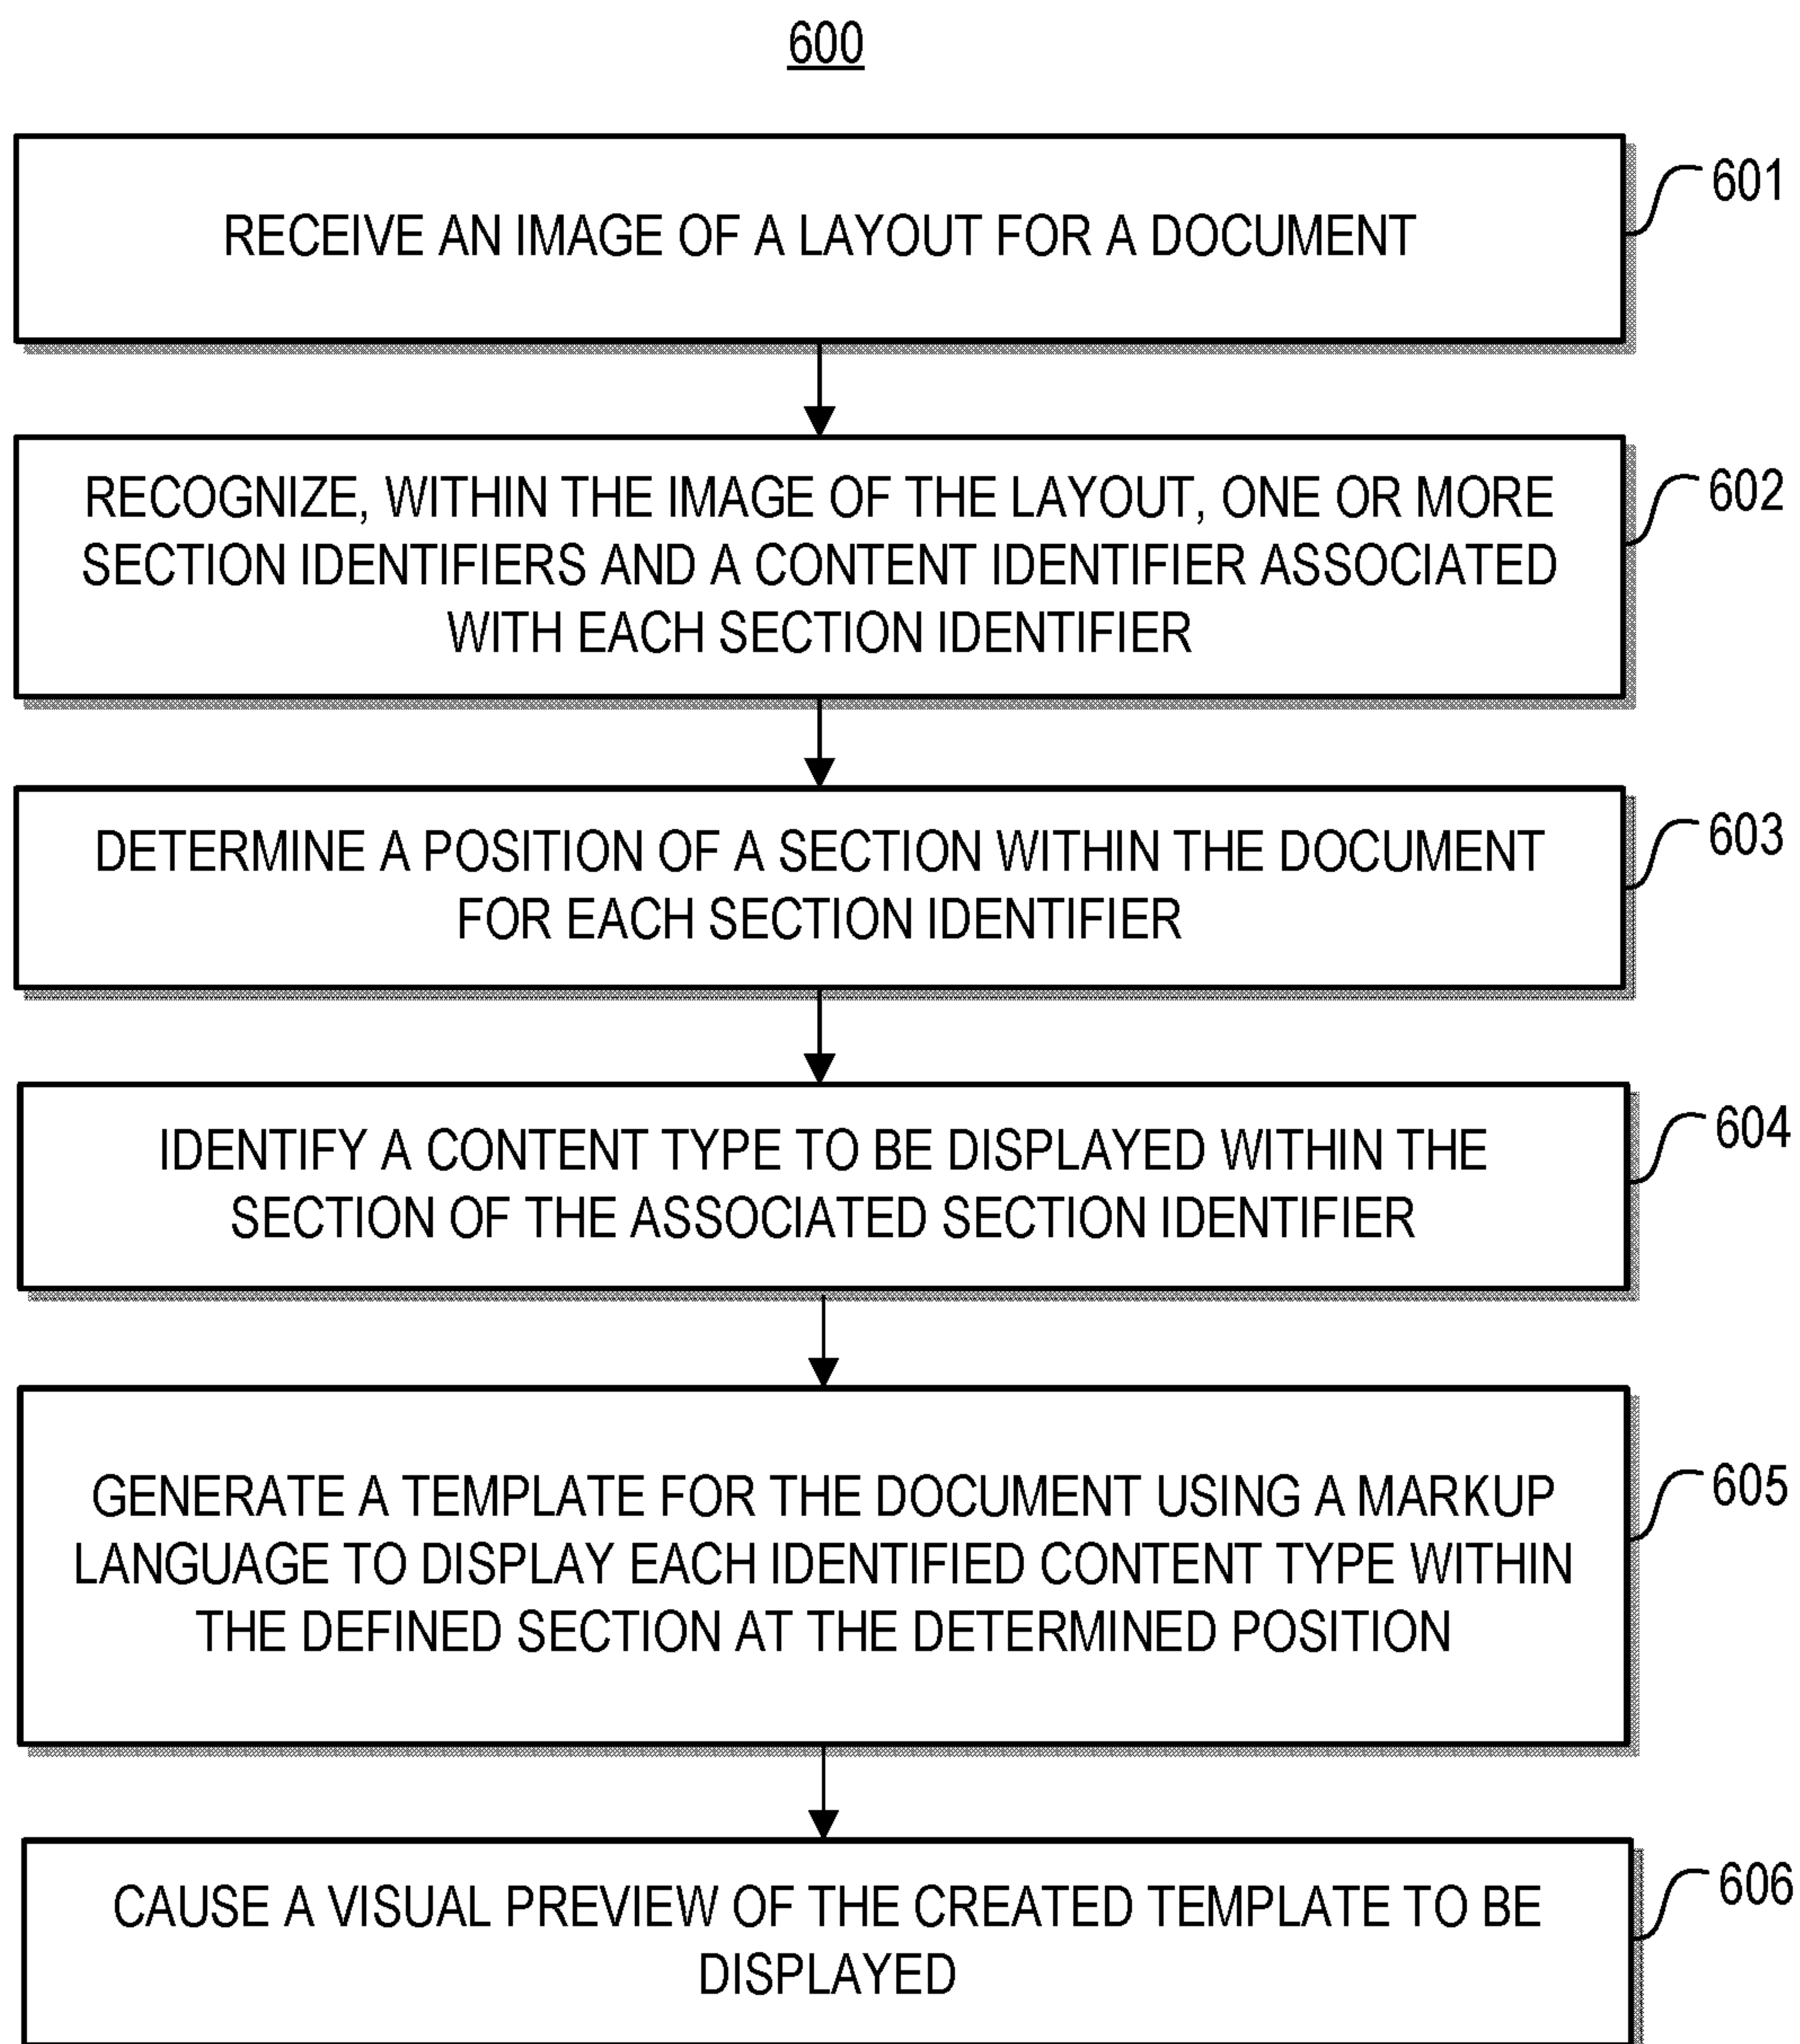 600
RECEIVE AN IMAGE OF A LAYOUT FOR A DOCUMENT
601
RECOGNIZE, WITHIN THE IMAGE OF THE LAYOUT, ONE OR MORE
SECTION IDENTIFIERS AND A CONTENT IDENTIFIER ASSOCIATED
WITH EACH SECTION IDENTIFIER
602
DETERMINE A POSITION OF A SECTION WITHIN THE DOCUMENT
FOR EACH SECTION IDENTIFIER
603
IDENTIFY A CONTENT TYPE TO BE DISPLAYED WITHIN THE
SECTION OF THE ASSOCIATED SECTION IDENTIFIER
604
GENERATE A TEMPLATE FOR THE DOCUMENT USING A MARKUP
LANGUAGE TO DISPLAY EACH IDENTIFIED CONTENT TYPE WITHIN
THE DEFINED SECTION AT THE DETERMINED POSITION
605
CAUSE A VISUAL PREVIEW OF THE CREATED TEMPLATE TO BE
DISPLAYED
606